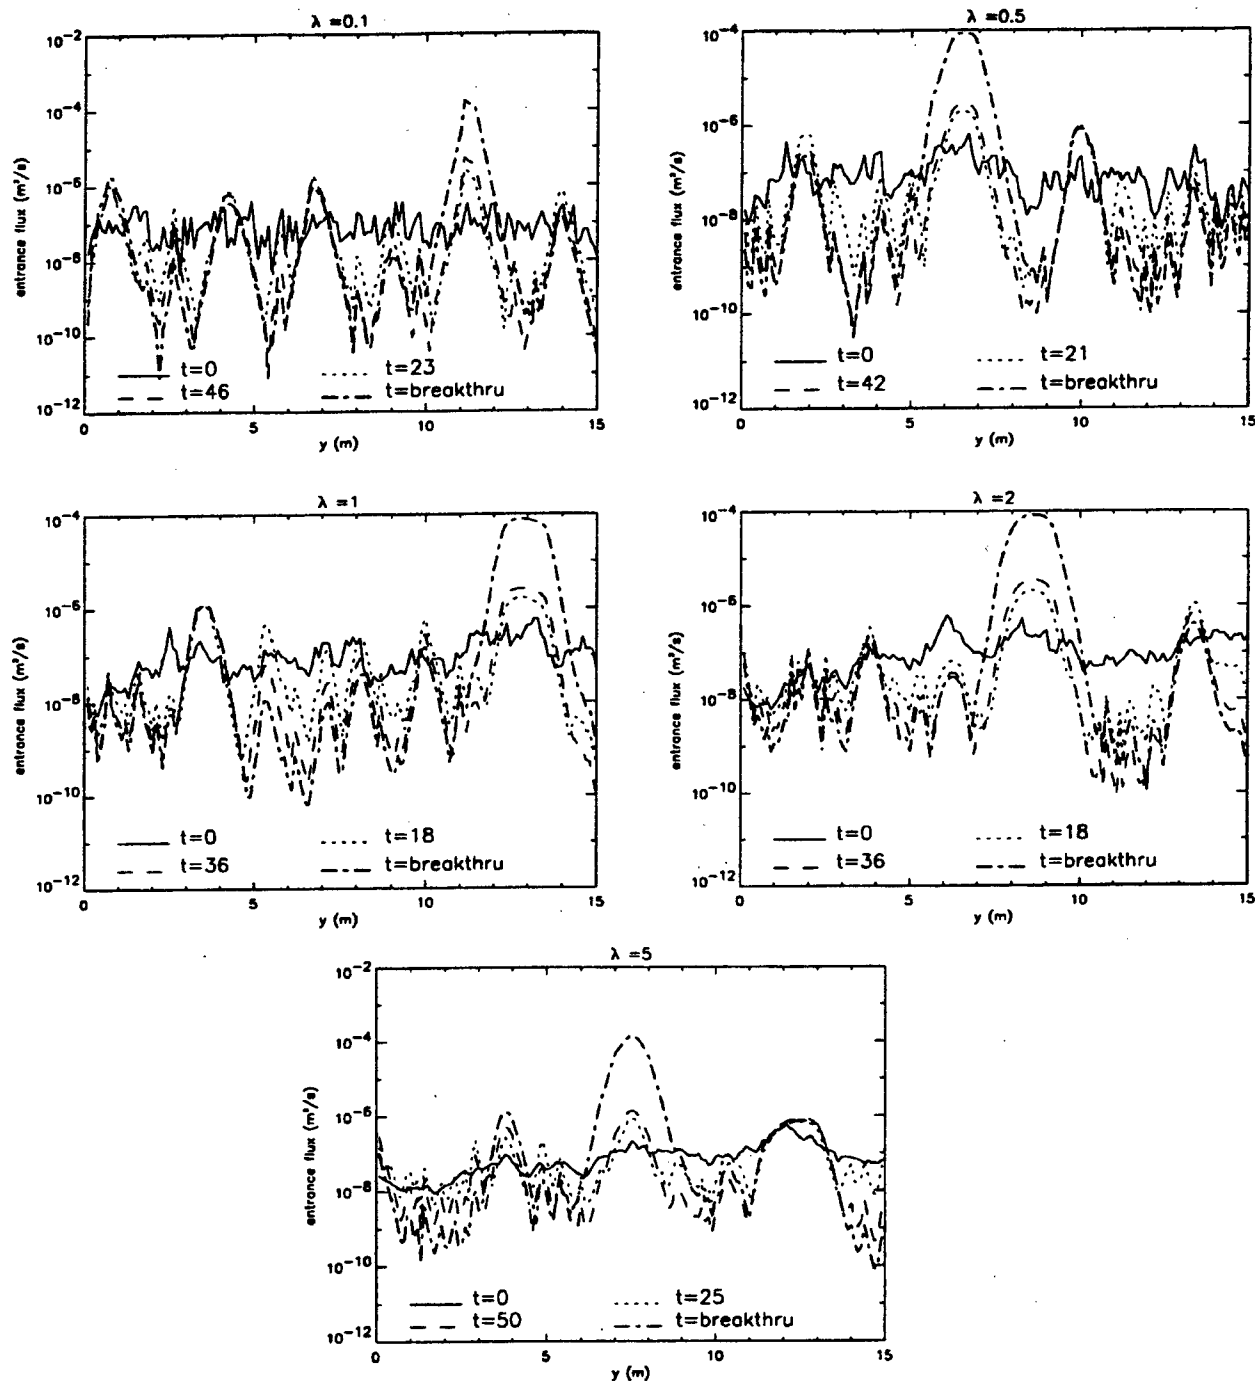 λ =0.1
10⁻²
10⁻⁴
10⁻⁶
10⁻⁸
10⁻¹⁰
10⁻¹²
entrance flux (m³/s)
t=0
t=23
t=46
t=breakthru
0
5
10
15
y (m)
λ =0.5
10⁻⁴
10⁻⁶
10⁻⁸
10⁻¹⁰
10⁻¹²
entrance flux (m³/s)
t=0
t=21
t=42
t=breakthru
0
5
10
15
y (m)
λ =1
10⁻⁴
10⁻⁶
10⁻⁸
10⁻¹⁰
10⁻¹²
entrance flux (m³/s)
t=0
t=18
t=36
t=breakthru
0
5
10
15
y (m)
λ =2
10⁻⁴
10⁻⁶
10⁻⁸
10⁻¹⁰
10⁻¹²
entrance flux (m³/s)
t=0
t=18
t=36
t=breakthru
0
5
10
15
y (m)
λ =5
10⁻²
10⁻⁴
10⁻⁶
10⁻⁸
10⁻¹⁰
10⁻¹²
entrance flux (m³/s)
t=0
t=25
t=50
t=breakthru
0
5
10
15
y (m)